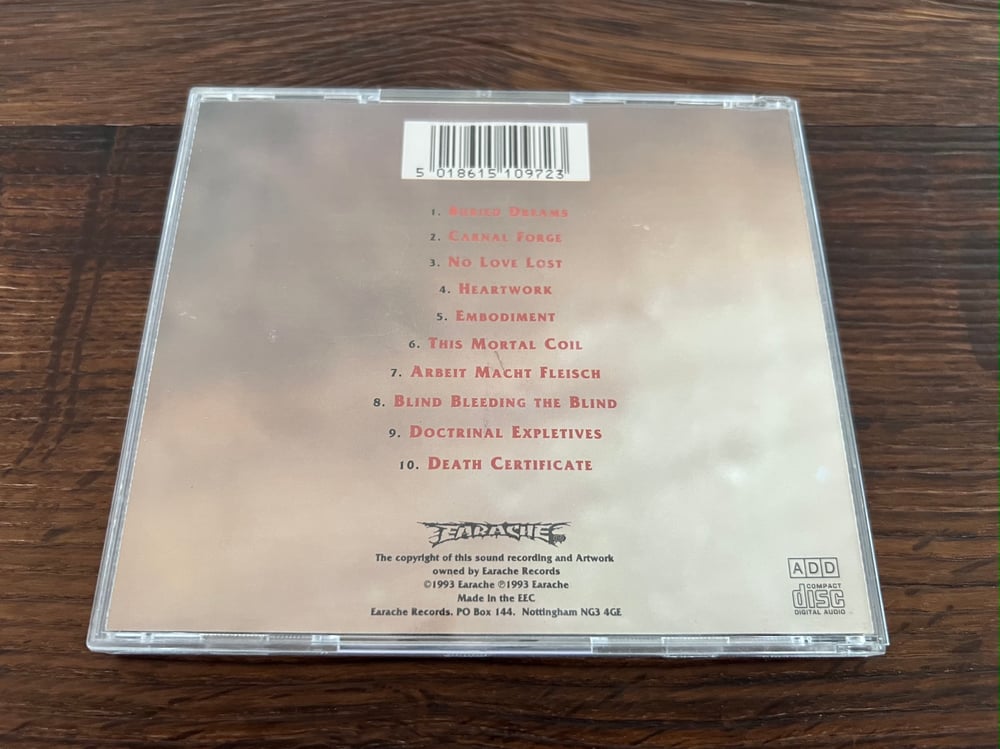 5 018615 109723
1. Buried Dreams
2. Carnal Forge
3. No Love Lost
4. Heartwork
5. Embodiment
6. This Mortal Coil
7. Arbeit Macht Fleisch
8. Blind Bleeding the Blind
9. Doctrinal Expletives
10. Death Certificate
EARACHE
The copyright of this sound recording and Artwork
owned by Earache Records
©1993 Earache ℗1993 Earache
Made in the EEC
Earache Records. PO Box 144. Nottingham NG3 4GE
ADD
COMPACT
disc
DIGITAL AUDIO